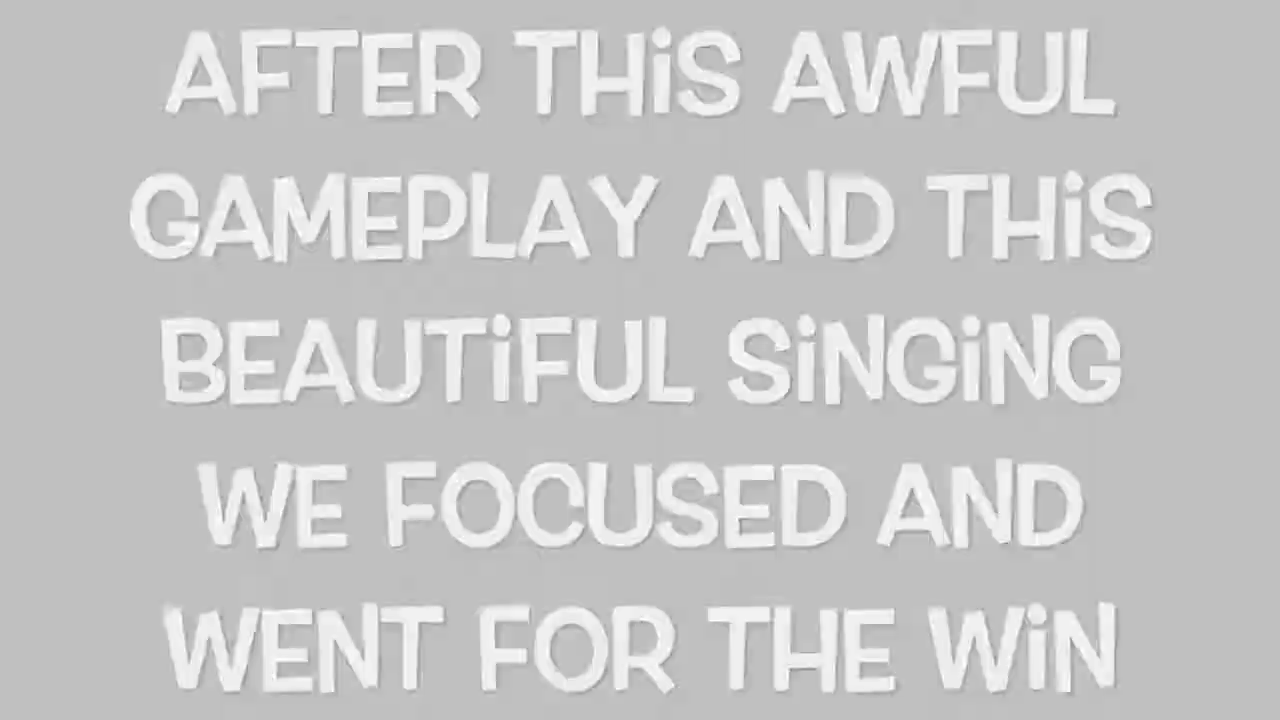 AFTER THiS AWFUL
GAMEPLAY AND THiS
BEAUTiFUL SiNGiNG
WE FOCUSED AND
WENT FOR THE WiN